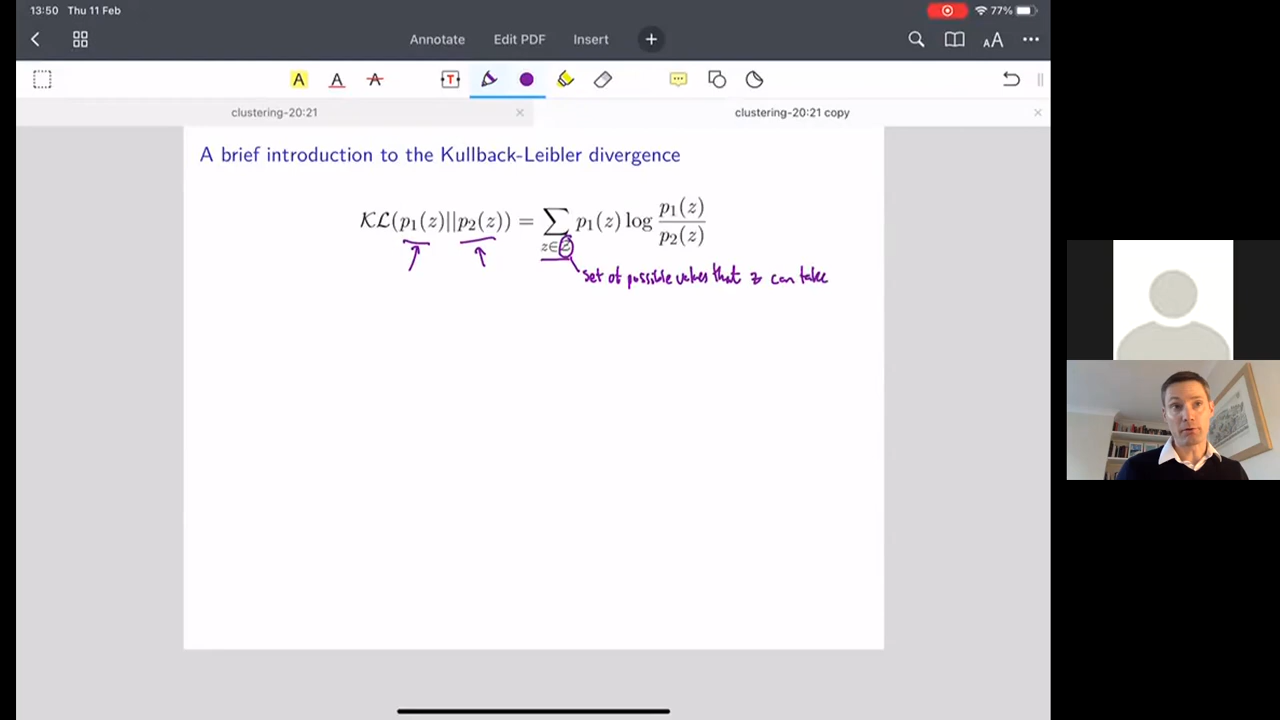 13:50 Thu 11 Feb 77%
Annotate Edit PDF Insert
A A A T AA
clustering-20:21 clustering-20:21 copy
A brief introduction to the Kullback-Leibler divergence
𝒦ℒ(p₁(z)||p₂(z)) = ∑_{z∈𝒵} p₁(z) log p₁(z)/p₂(z)
set of possible values that z can take